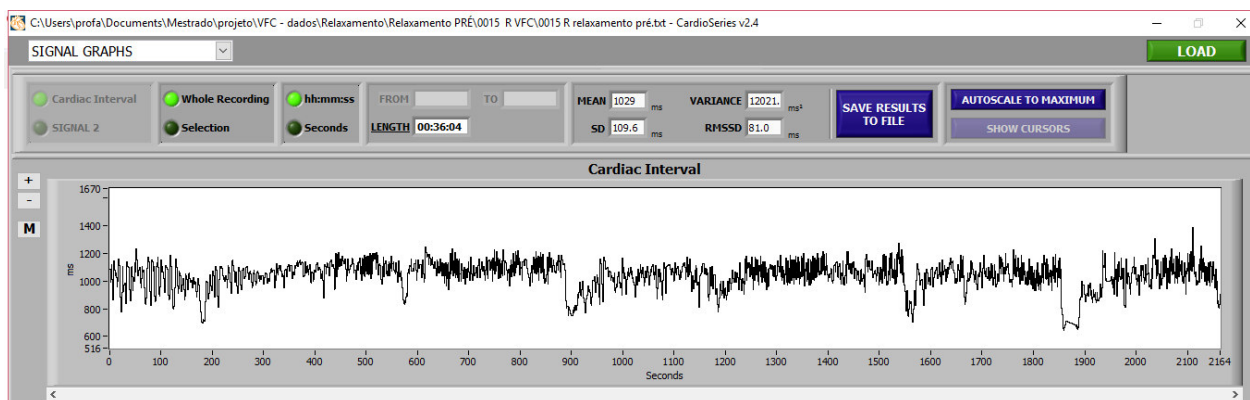 C:\Users\profa\Documents\Mestrado\projeto\VFC - dados\Relaxamento\Relaxamento PRÉ\0015 R VFC\0015 R relaxamento pré.txt - CardioSeries v2.4
SIGNAL GRAPHS
LOAD
Cardiac Interval
SIGNAL 2
Whole Recording
Selection
hh:mm:ss
Seconds
FROM TO
LENGTH 00:36:04
MEAN 1029 ms VARIANCE 12021. ms²
SD 109.6 ms RMSSD 81.0 ms
SAVE RESULTS
TO FILE
AUTOSCALE TO MAXIMUM
SHOW CURSORS
Cardiac Interval
+
-
M
1670
1400
1200
1000
800
600
516
ms
0 100 200 300 400 500 600 700 800 900 1000 1100 1200 1300 1400 1500 1600 1700 1800 1900 2000 2100 2164
Seconds